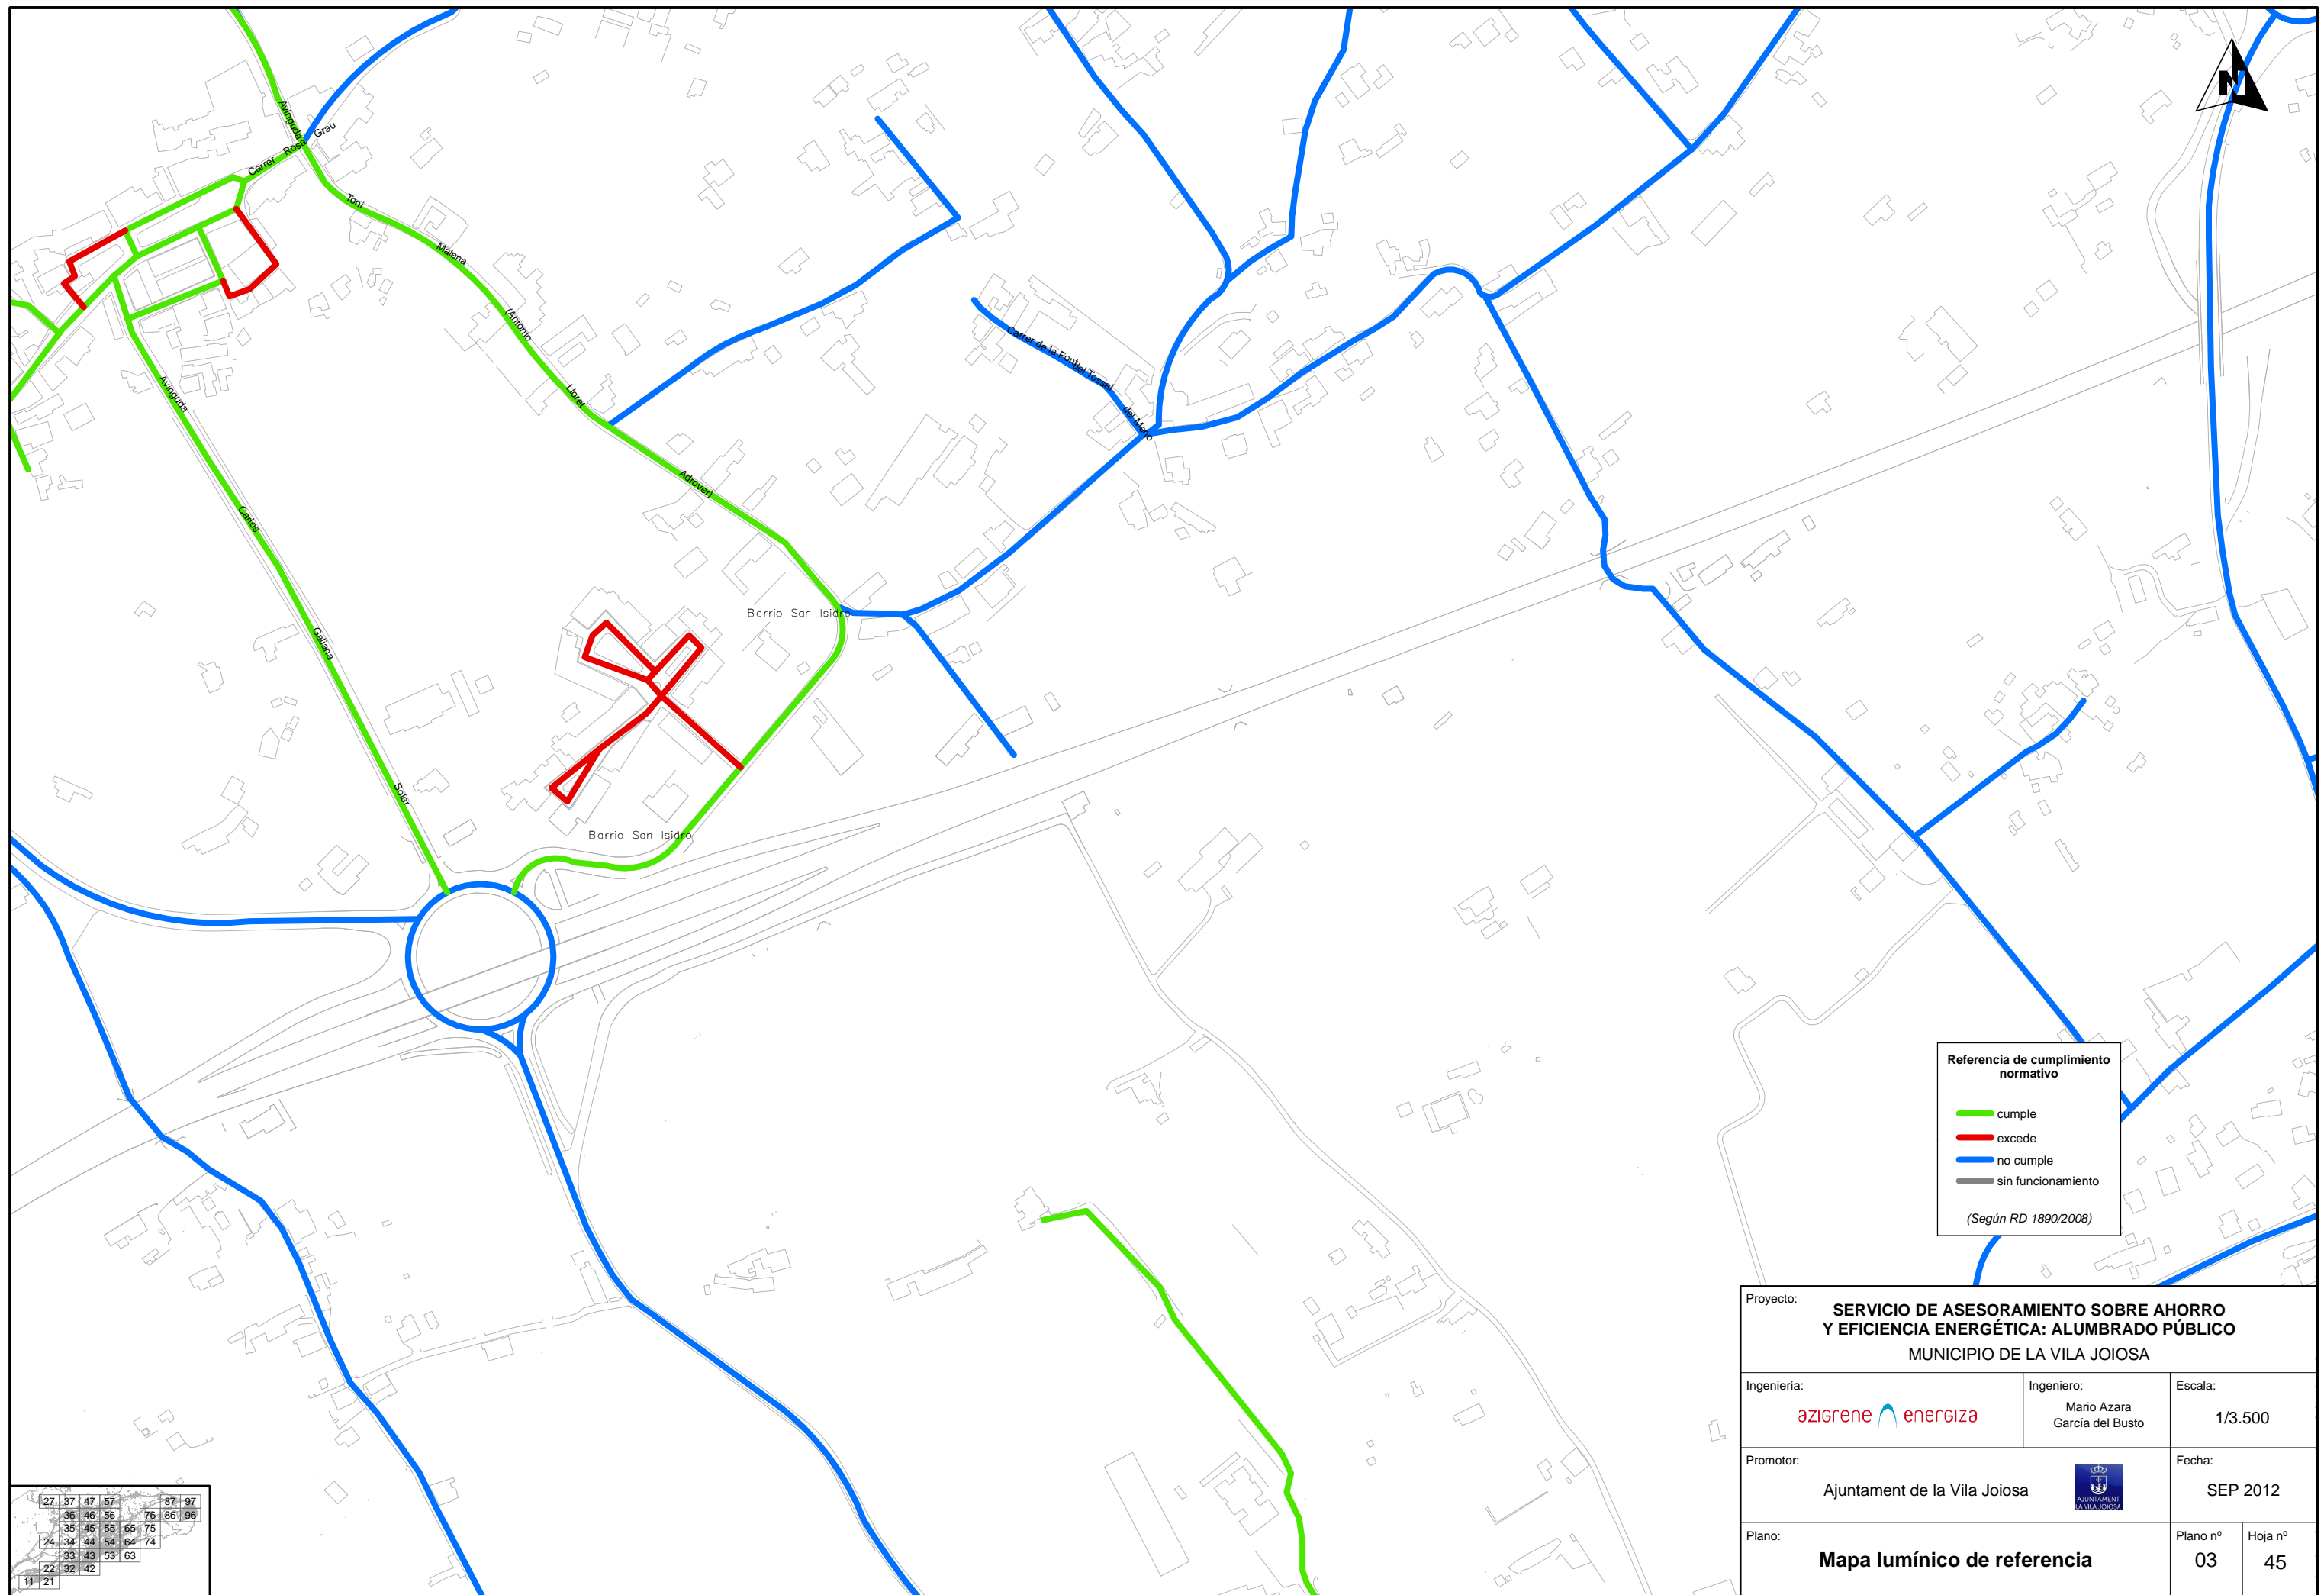 Avinguda
Carrer Rosa Grau
Toni
Malena
(Antonio
Lloret
Adrover)
Avinguda
Carlos
Galiana
Soler
Carrer de la Font del Tossal
del Moro
Barrio San Isidro
Barrio San Isidro
N
Referencia de cumplimiento
normativo
cumple
excede
no cumple
sin funcionamiento
(Según RD 1890/2008)
Proyecto:
SERVICIO DE ASESORAMIENTO SOBRE AHORRO
Y EFICIENCIA ENERGÉTICA: ALUMBRADO PÚBLICO
MUNICIPIO DE LA VILA JOIOSA
Ingeniería:
azigrene energiza
Ingeniero:
Mario Azara
García del Busto
Escala:
1/3.500
Promotor:
Ajuntament de la Vila Joiosa
AJUNTAMENT
LA VILA JOIOSA
Fecha:
SEP 2012
Plano:
Mapa lumínico de referencia
Plano nº
03
Hoja nº
45
27 37 47 57 87 97
36 46 56 76 86 96
35 45 55 65 75
24 34 44 54 64 74
33 43 53 63
22 32 42
11 21